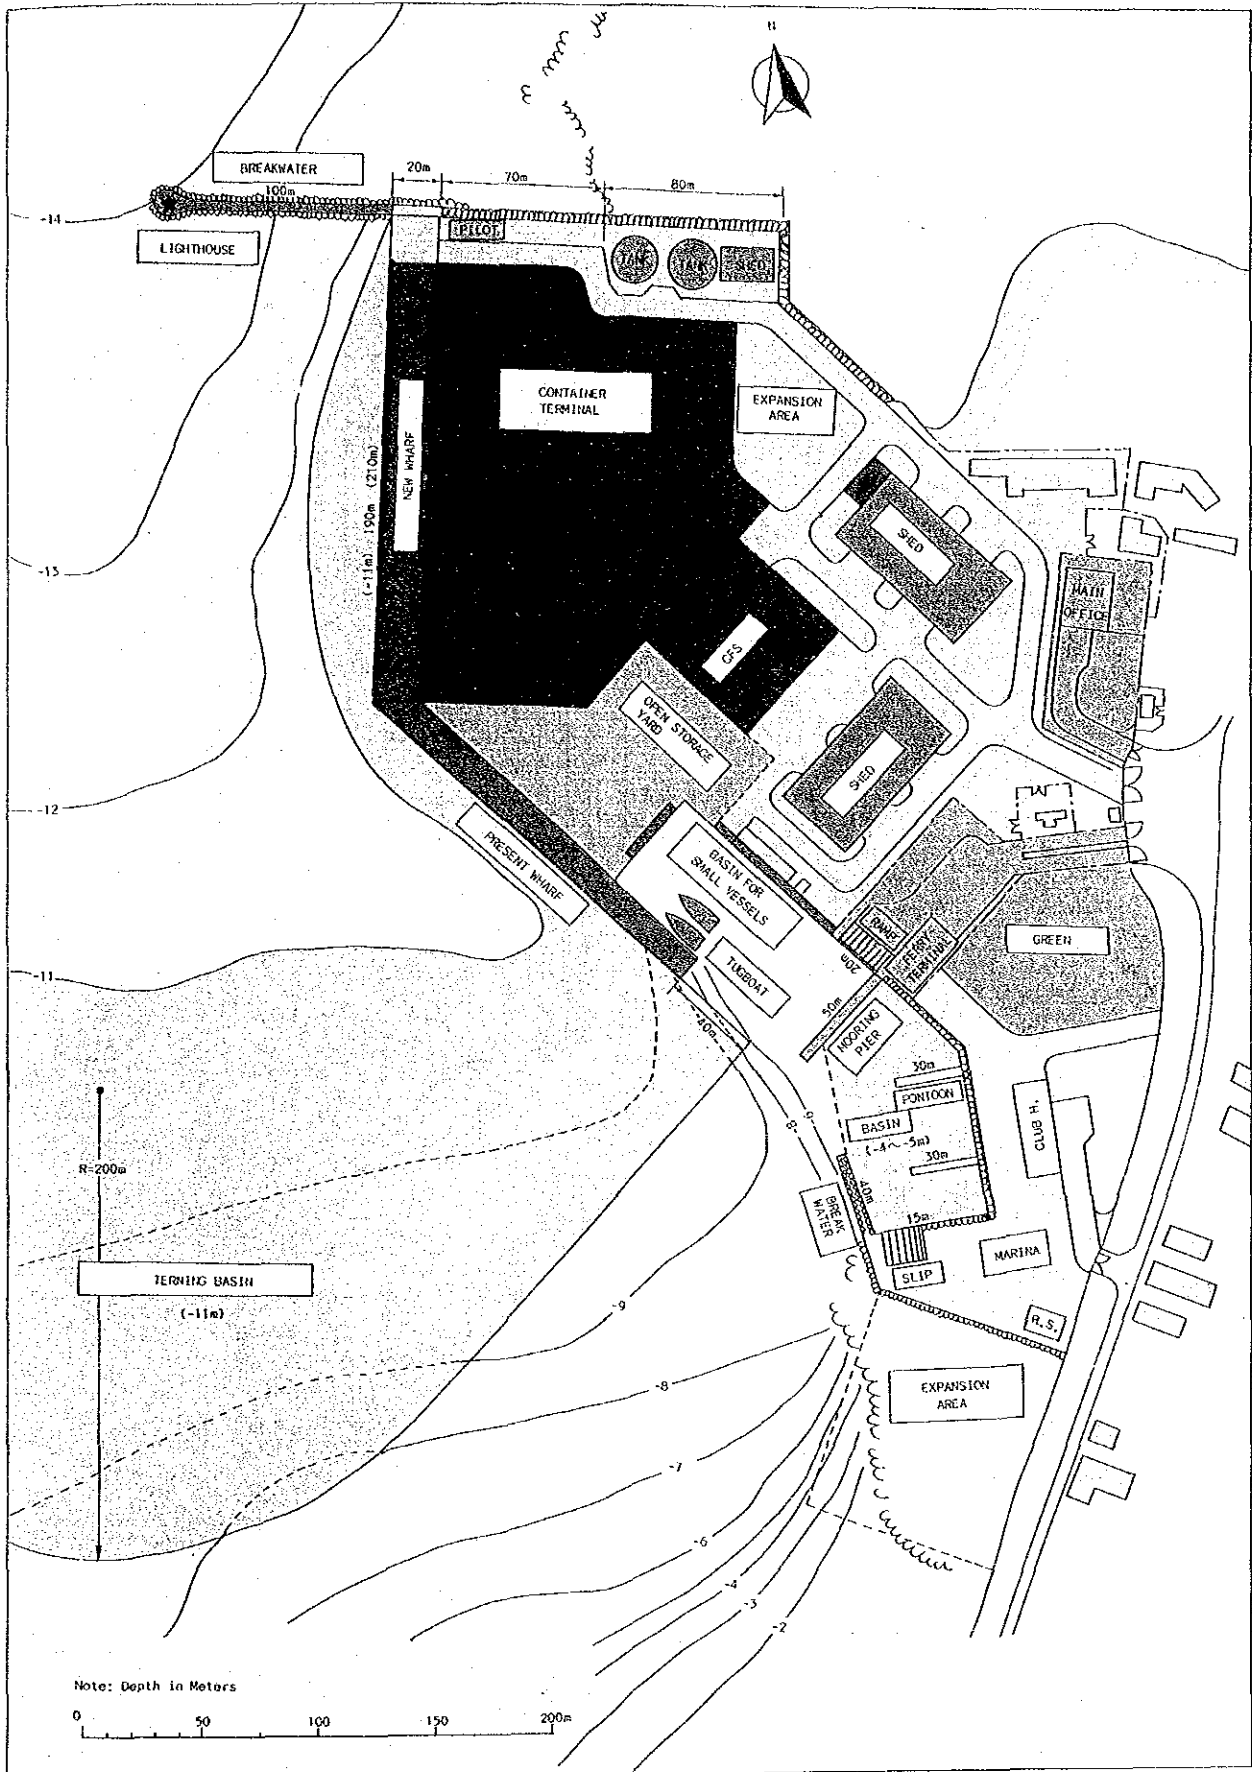 N
BREAKWATER
100m
20m
70m
80m
-14
LIGHTHOUSE
PILOT
TANK
TANK
SHED
CONTAINER
TERMINAL
EXPANSION
AREA
NEW WHARF
(-11m) 190m (210m)
SHED
-13
MAIN
OFFICE
CFS
OPEN STORAGE
YARD
SHED
-12
PRESENT WHARF
BASIN FOR
SMALL VESSELS
RAMP
FERRY
TERMINAL
GREEN
20m
-11
TUGBOAT
40m
50m
MOORING
PIER
30m
PONTOON
BASIN
(-4~-5m)
30m
CLUB H.
-9
-8
R=200m
40m
BREAK
WATER
15m
SLIP
MARINA
TERNING BASIN
(-11m)
R.S.
-9
-8
EXPANSION
AREA
-7
-6
-4
-3
-2
Note: Depth in Meters
0 50 100 150 200m